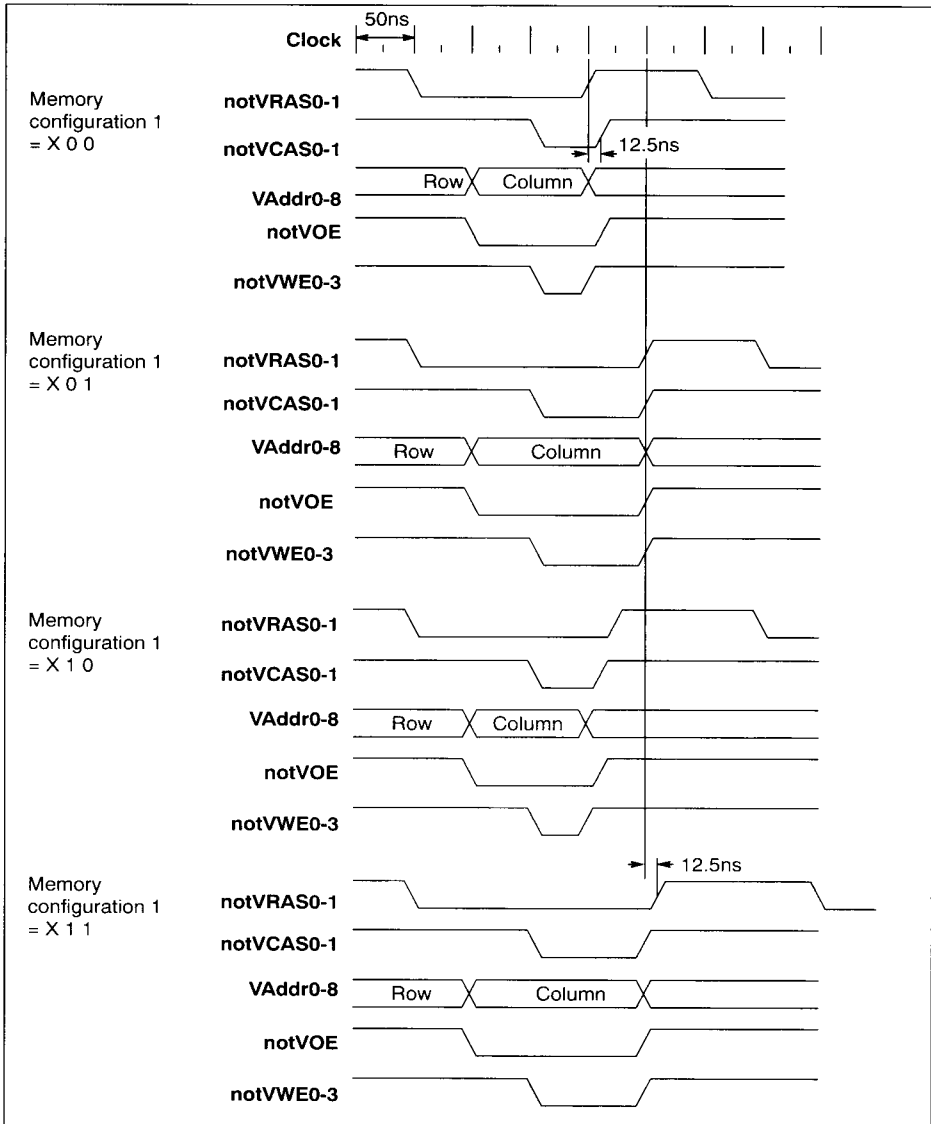 50ns
Clock
Memory
configuration 1
= X 0 0
notVRAS0-1
notVCAS0-1
12.5ns
Row
Column
VAddr0-8
notVOE
notVWE0-3
Memory
configuration 1
= X 0 1
notVRAS0-1
notVCAS0-1
VAddr0-8
Row
Column
notVOE
notVWE0-3
Memory
configuration 1
= X 1 0
notVRAS0-1
notVCAS0-1
VAddr0-8
Row
Column
notVOE
notVWE0-3
12.5ns
Memory
configuration 1
= X 1 1
notVRAS0-1
notVCAS0-1
VAddr0-8
Row
Column
notVOE
notVWE0-3